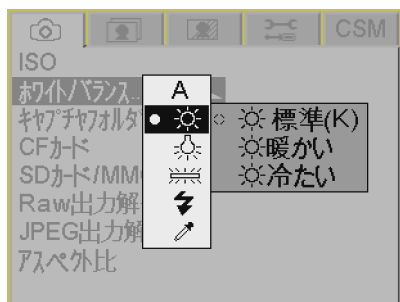 CSM
ISO
ホワイトバランス...
A
キャプチャフォルダ
標準(K)
CFカード
暖かい
SDカード/MM
冷たい
Raw出力解
JPEG出力解
アスペクト比